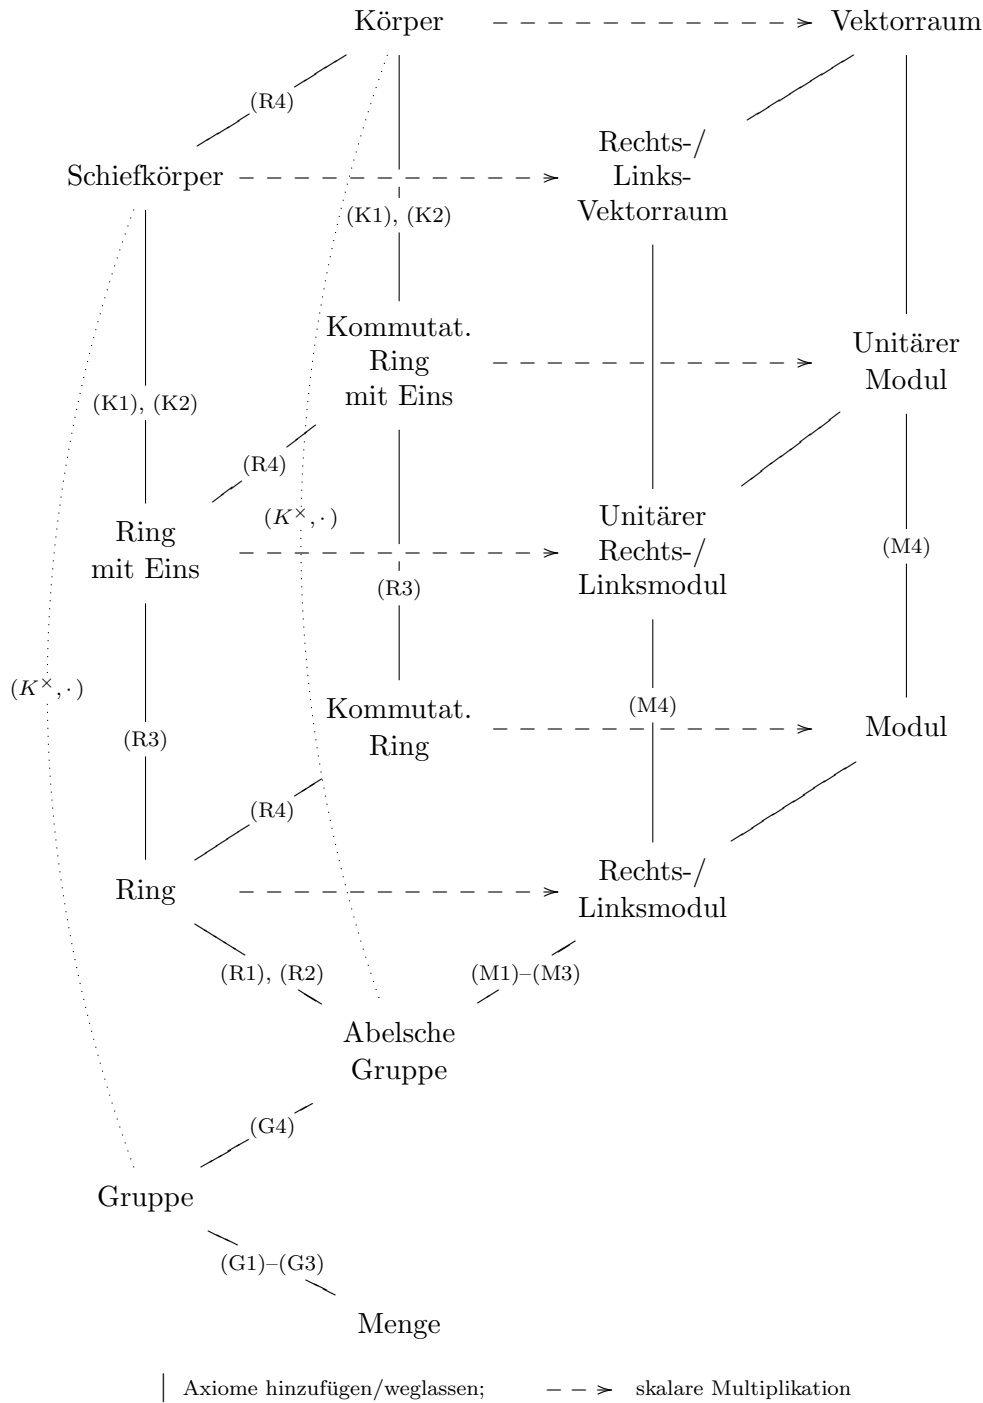 Körper
Vektorraum
(R4)
Rechts-/
Links-
Vektorraum
Schiefkörper
(K1), (K2)
Kommutat.
Ring
mit Eins
Unitärer
Modul
(K1), (K2)
(R4)
(K×, ·)
Ring
mit Eins
Unitärer
Rechts-/
Linksmodul
(M4)
(R3)
(K×, ·)
(M4)
Kommutat.
Ring
Modul
(R3)
(R4)
Ring
Rechts-/
Linksmodul
(R1), (R2)
(M1)–(M3)
Abelsche
Gruppe
(G4)
Gruppe
(G1)–(G3)
Menge
Axiome hinzufügen/weglassen;
skalare Multiplikation